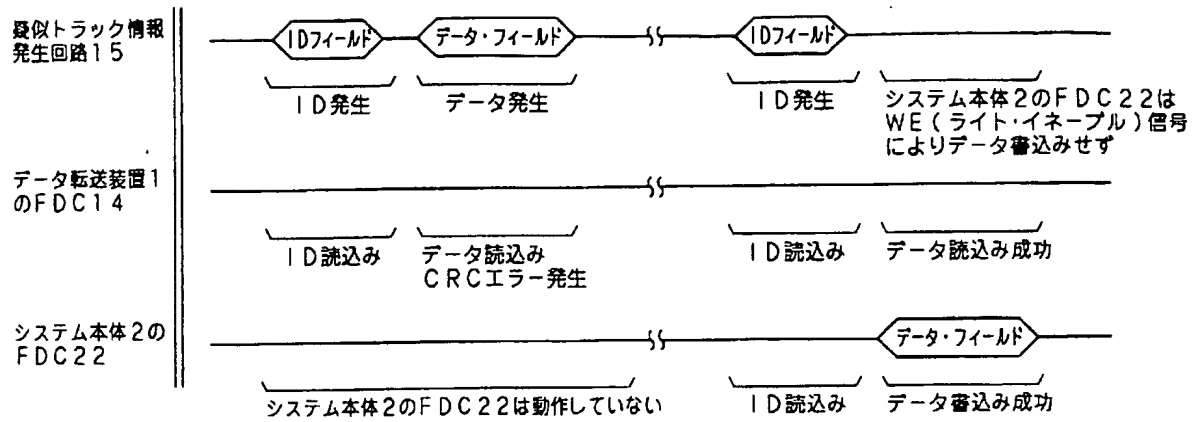 疑似トラック情報
発生回路15
IDフィールド
データ・フィールド
IDフィールド
ID発生
データ発生
ID発生
システム本体2のFDC22は
WE(ライト・イネーブル)信号
によりデータ書込みせず
データ転送装置1
のFDC14
ID読込み
データ読込み
CRCエラー発生
ID読込み
データ読込み成功
システム本体2の
FDC22
データ・フィールド
システム本体2のFDC22は動作していない
ID読込み
データ書込み成功